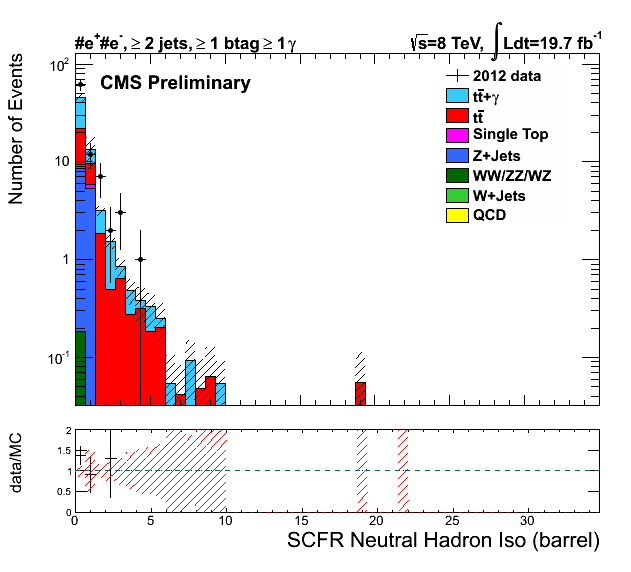 #e⁺#e⁻, ≥ 2 jets, ≥ 1 btag ≥ 1 γ
√s=8 TeV, ∫Ldt=19.7 fb⁻¹
CMS Preliminary
2012 data
tt̄+γ
tt̄
Single Top
Z+Jets
WW/ZZ/WZ
W+Jets
QCD
Number of Events
10²
10
1
10⁻¹
data/MC
2
1.5
1
0.5
0
0 5 10 15 20 25 30
SCFR Neutral Hadron Iso (barrel)